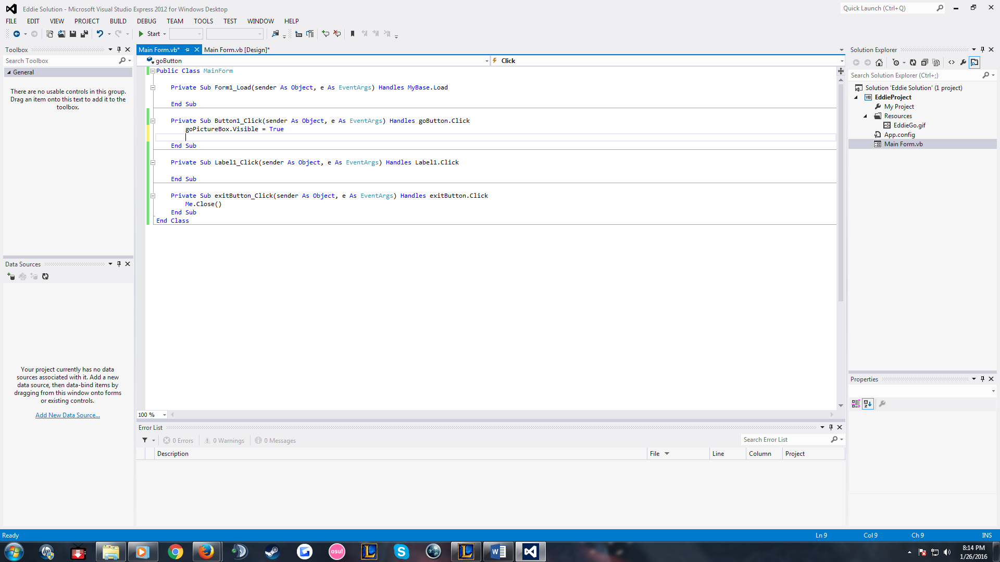 Eddie Solution - Microsoft Visual Studio Express 2012 for Windows Desktop
Quick Launch (Ctrl+Q)
FILE EDIT VIEW PROJECT BUILD DEBUG TEAM TOOLS TEST WINDOW HELP
Start
Toolbox
Search Toolbox
General
There are no usable controls in this group.
Drag an item onto this text to add it to the
toolbox.
Data Sources
Your project currently has no data
sources associated with it. Add a new
data source, then data-bind items by
dragging from this window onto forms
or existing controls.
Add New Data Source...
Main Form.vb*
Main Form.vb [Design]*
goButton
Click
Public Class MainForm
Private Sub Form1_Load(sender As Object, e As EventArgs) Handles MyBase.Load
End Sub
Private Sub Button1_Click(sender As Object, e As EventArgs) Handles goButton.Click
goPictureBox.Visible = True
End Sub
Private Sub Label1_Click(sender As Object, e As EventArgs) Handles Label1.Click
End Sub
Private Sub exitButton_Click(sender As Object, e As EventArgs) Handles exitButton.Click
Me.Close()
End Sub
End Class
100 %
Error List
0 Errors
0 Warnings
0 Messages
Search Error List
Description File Line Column Project
Solution Explorer
Search Solution Explorer (Ctrl+;)
Solution 'Eddie Solution' (1 project)
VB EddieProject
My Project
Resources
EddieGo.gif
App.config
Main Form.vb
Properties
Ready
Ln 9
Col 9
Ch 9
INS
hp
osu!
L
S
L
W
8:14 PM
1/26/2016